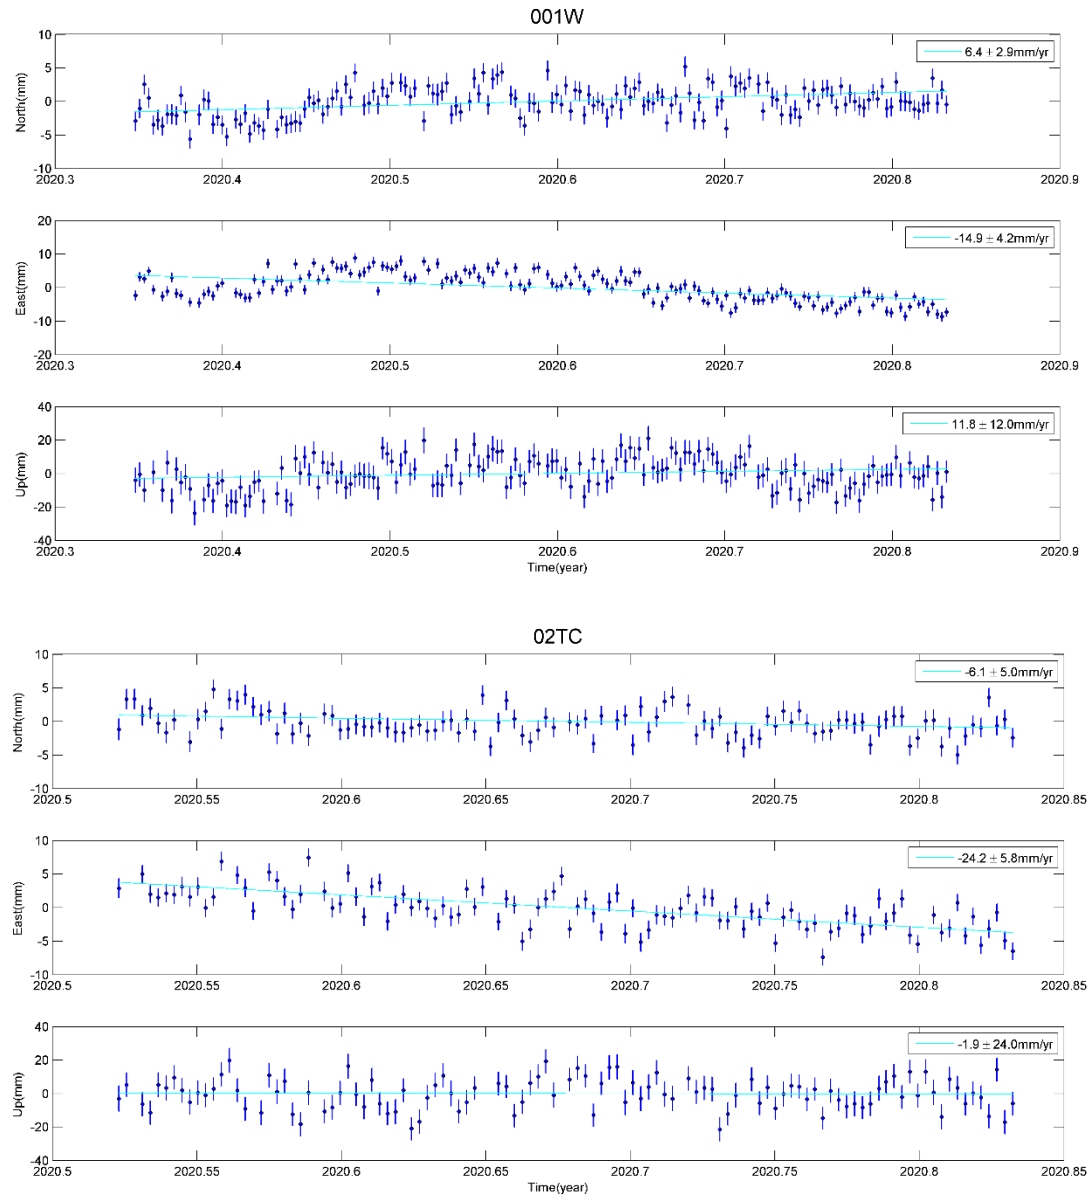 001W
10
5
0
-5
-10
North(mm)
6.4 ± 2.9mm/yr
2020.3 2020.4 2020.5 2020.6 2020.7 2020.8 2020.9
20
10
0
-10
-20
East(mm)
-14.9 ± 4.2mm/yr
2020.3 2020.4 2020.5 2020.6 2020.7 2020.8 2020.9
40
20
0
-20
-40
Up(mm)
11.8 ± 12.0mm/yr
2020.3 2020.4 2020.5 2020.6 2020.7 2020.8 2020.9
Time(year)
02TC
10
5
0
-5
-10
North(mm)
-6.1 ± 5.0mm/yr
2020.5 2020.55 2020.6 2020.65 2020.7 2020.75 2020.8 2020.85
10
5
0
-5
-10
East(mm)
-24.2 ± 5.8mm/yr
2020.5 2020.55 2020.6 2020.65 2020.7 2020.75 2020.8 2020.85
40
20
0
-20
-40
Up(mm)
-1.9 ± 24.0mm/yr
2020.5 2020.55 2020.6 2020.65 2020.7 2020.75 2020.8 2020.85
Time(year)